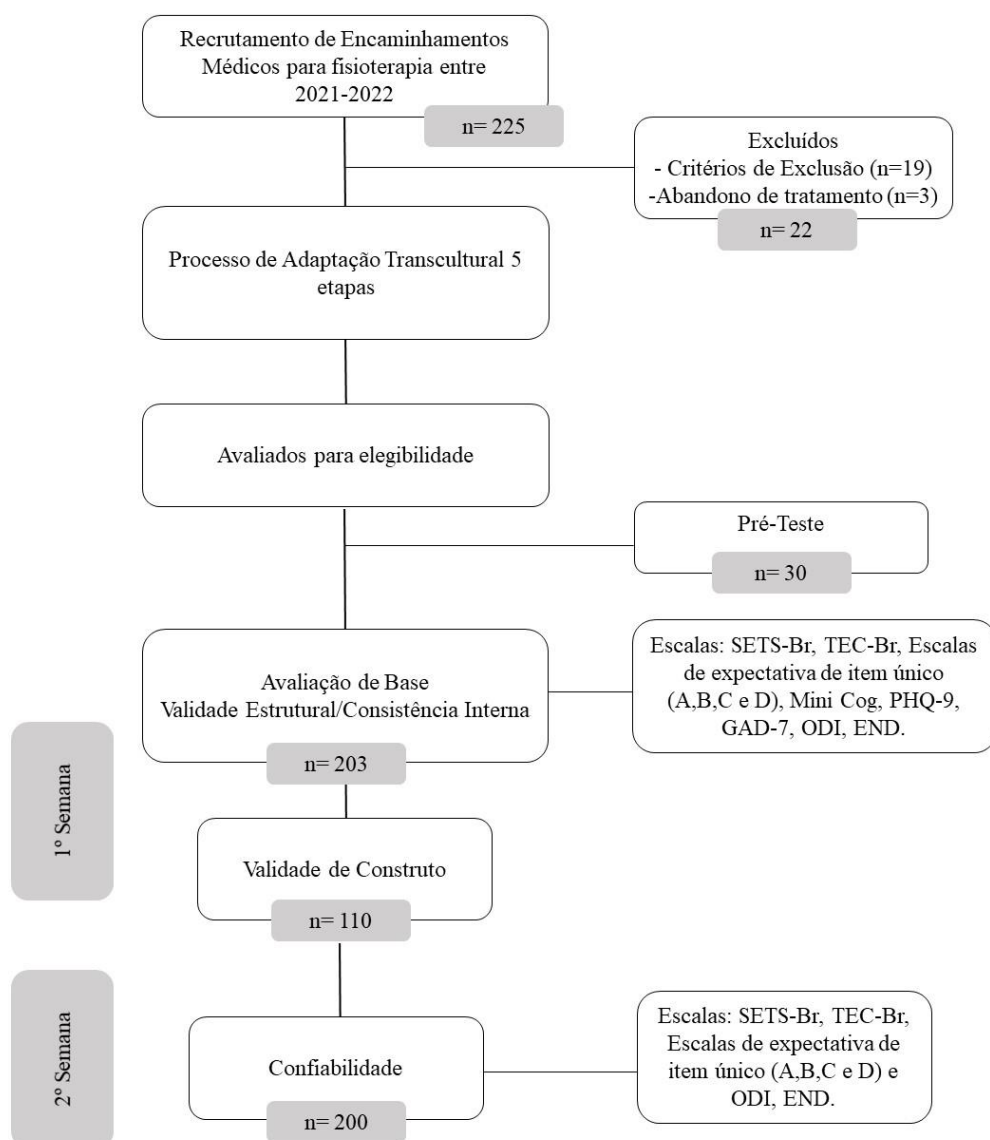 Recrutamento de Encaminhamentos
Médicos para fisioterapia entre
2021-2022
n= 225
Excluídos
- Critérios de Exclusão (n=19)
-Abandono de tratamento (n=3)
n= 22
Processo de Adaptação Transcultural 5
etapas
Avaliados para elegibilidade
Pré-Teste
n= 30
Avaliação de Base
Validade Estrutural/Consistência Interna
n= 203
Escalas: SETS-Br, TEC-Br, Escalas
de expectativa de item único
(A,B,C e D), Mini Cog, PHQ-9,
GAD-7, ODI, END.
1º Semana
Validade de Construto
n= 110
2º Semana
Confiabilidade
n= 200
Escalas: SETS-Br, TEC-Br,
Escalas de expectativa de
item único (A,B,C e D) e
ODI, END.